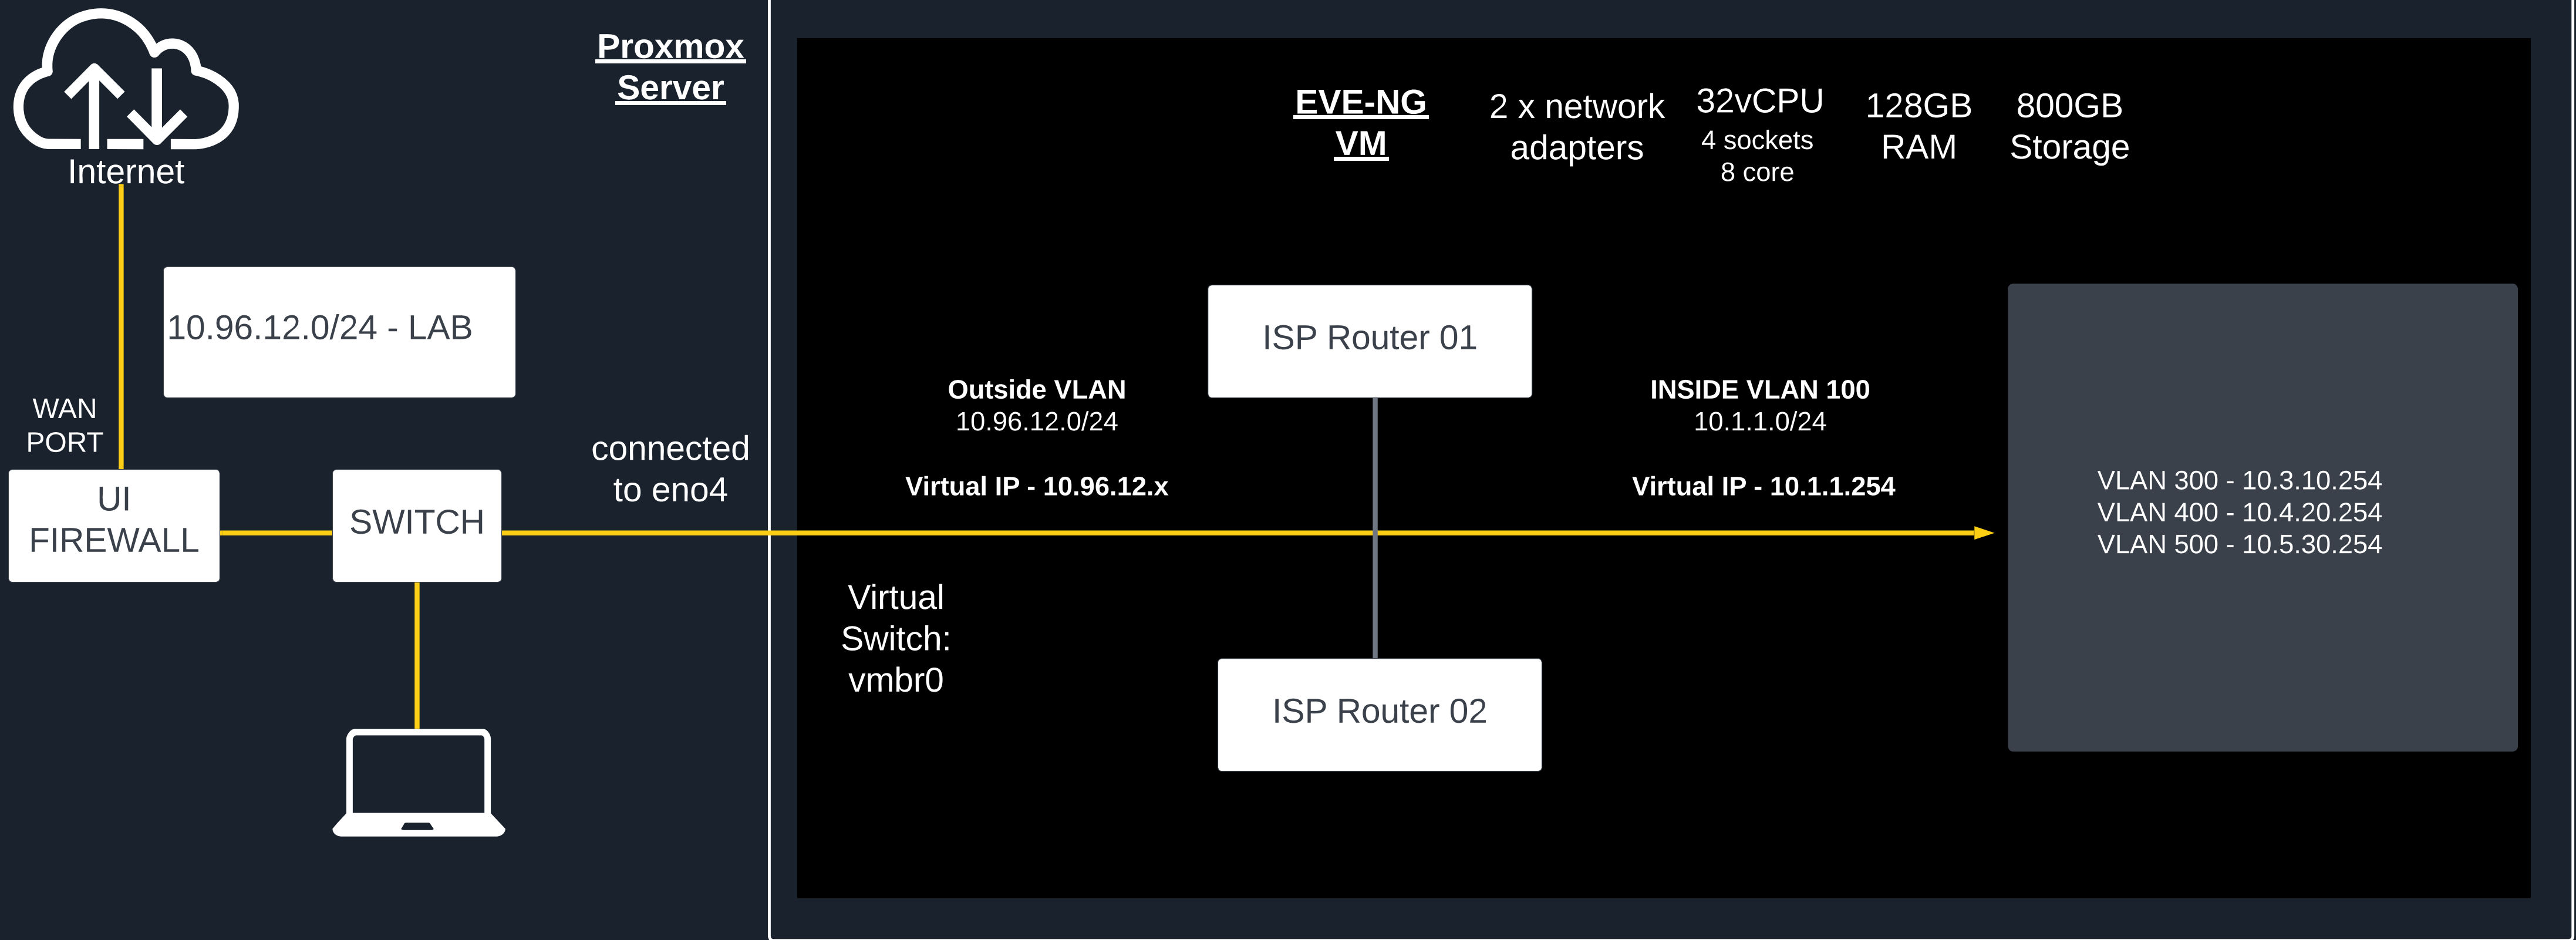 Internet
10.96.12.0/24 - LAB
WAN
PORT
UI
FIREWALL
SWITCH
Proxmox
Server
connected
to eno4
EVE-NG
VM
2 x network
adapters
32vCPU
4 sockets
8 core
128GB
RAM
800GB
Storage
ISP Router 01
Outside VLAN
10.96.12.0/24
Virtual IP - 10.96.12.x
INSIDE VLAN 100
10.1.1.0/24
Virtual IP - 10.1.1.254
VLAN 300 - 10.3.10.254
VLAN 400 - 10.4.20.254
VLAN 500 - 10.5.30.254
Virtual
Switch:
vmbr0
ISP Router 02